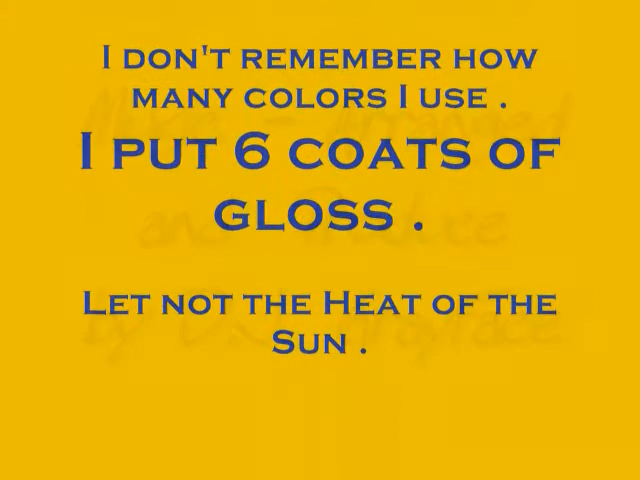 I DON'T REMEMBER HOW
MANY COLORS I USE .
I PUT 6 COATS OF
GLOSS .
LET NOT THE HEAT OF THE
SUN .